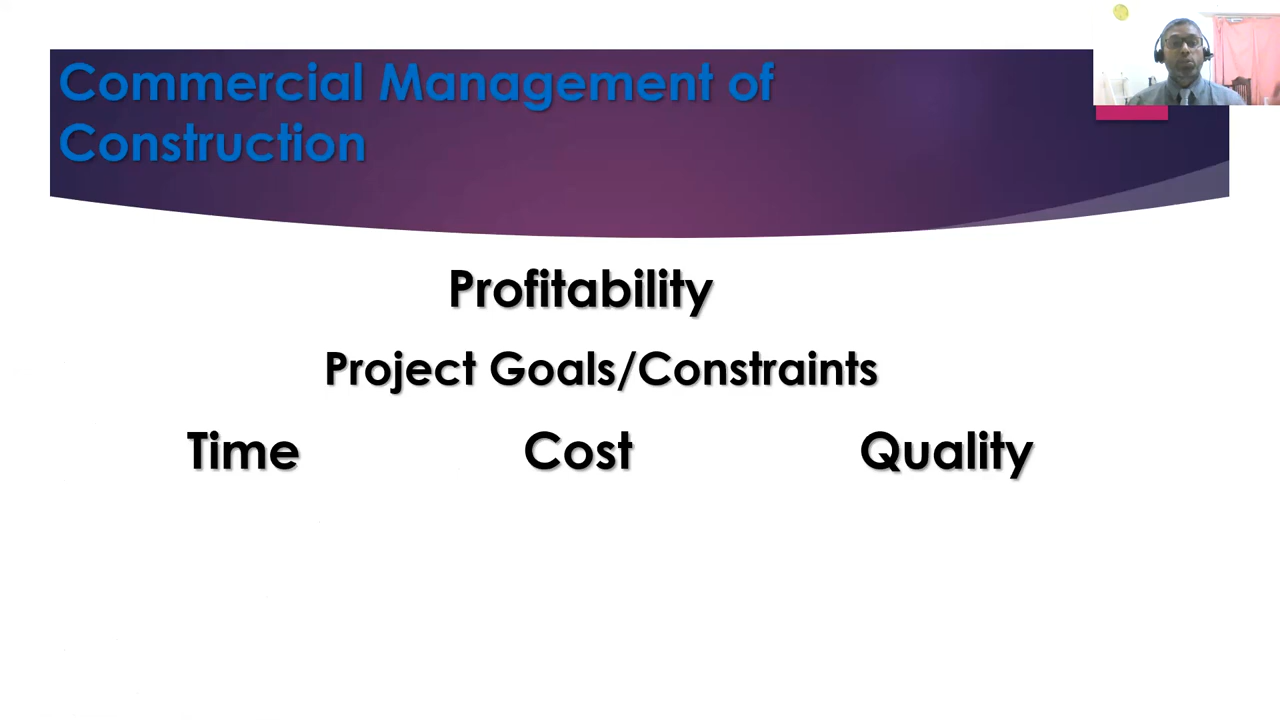 Commercial Management of
Construction
Profitability
Project Goals/Constraints
Time Cost Quality